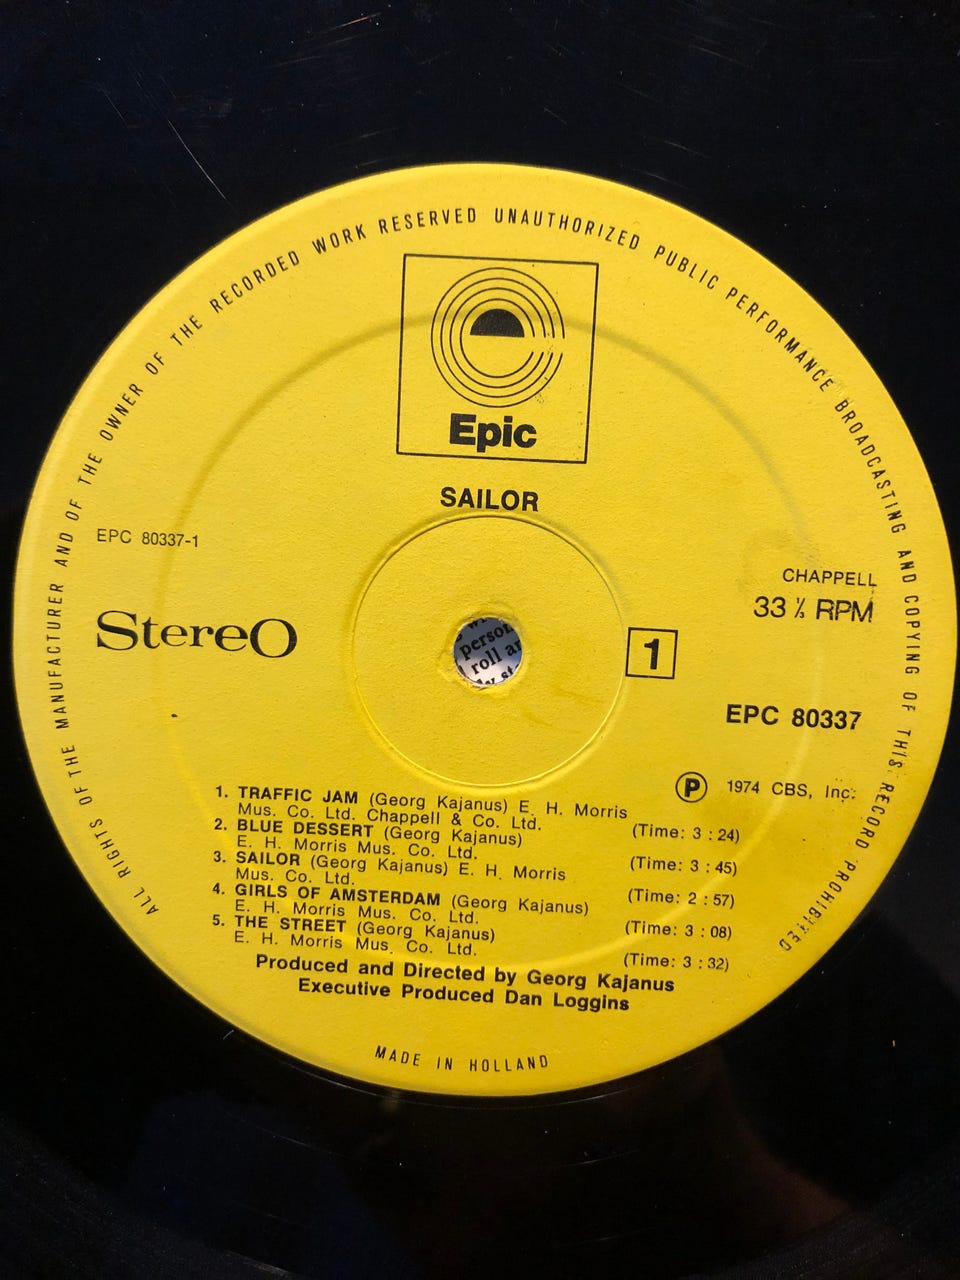 ALL RIGHTS OF THE MANUFACTURER AND OF THE OWNER OF THE RECORDED WORK RESERVED UNAUTHORIZED PUBLIC PERFORMANCE BROADCASTING AND COPYING OF THIS RECORD PROHIBITED
Epic
SAILOR
EPC 80337-1
Stereo
CHAPPELL
33 ⅓ RPM
1
EPC 80337
Ⓟ 1974 CBS, Inc.
1. TRAFFIC JAM (Georg Kajanus) E. H. Morris
Mus. Co. Ltd. Chappell & Co. Ltd. (Time: 3 : 24)
2. BLUE DESSERT (Georg Kajanus)
E. H. Morris Mus. Co. Ltd. (Time: 3 : 45)
3. SAILOR (Georg Kajanus) E. H. Morris
Mus. Co. Ltd. (Time: 2 : 57)
4. GIRLS OF AMSTERDAM (Georg Kajanus)
E. H. Morris Mus. Co. Ltd. (Time: 3 : 08)
5. THE STREET (Georg Kajanus)
E. H. Morris Mus. Co. Ltd. (Time: 3 : 32)
Produced and Directed by Georg Kajanus
Executive Produced Dan Loggins
MADE IN HOLLAND
roll